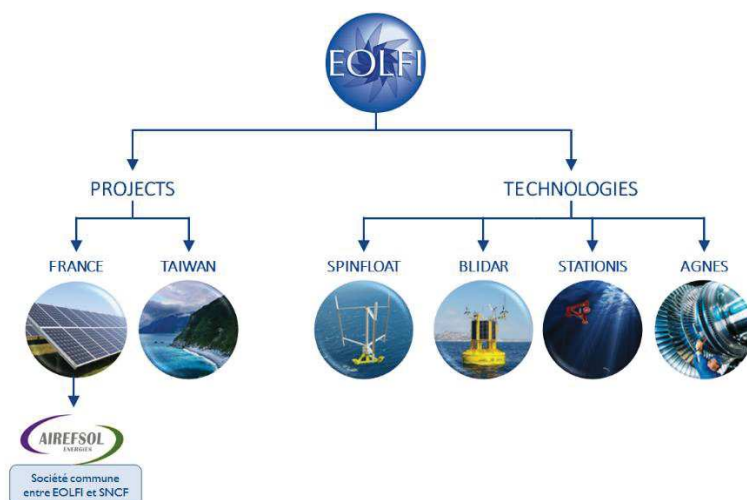 EOLFI
PROJECTS
TECHNOLOGIES
FRANCE
TAIWAN
SPINFLOAT
BLIDAR
STATIONIS
AGNES
AIREFSOL
ENERGIES
Société commune
entre EOLFI et SNCF